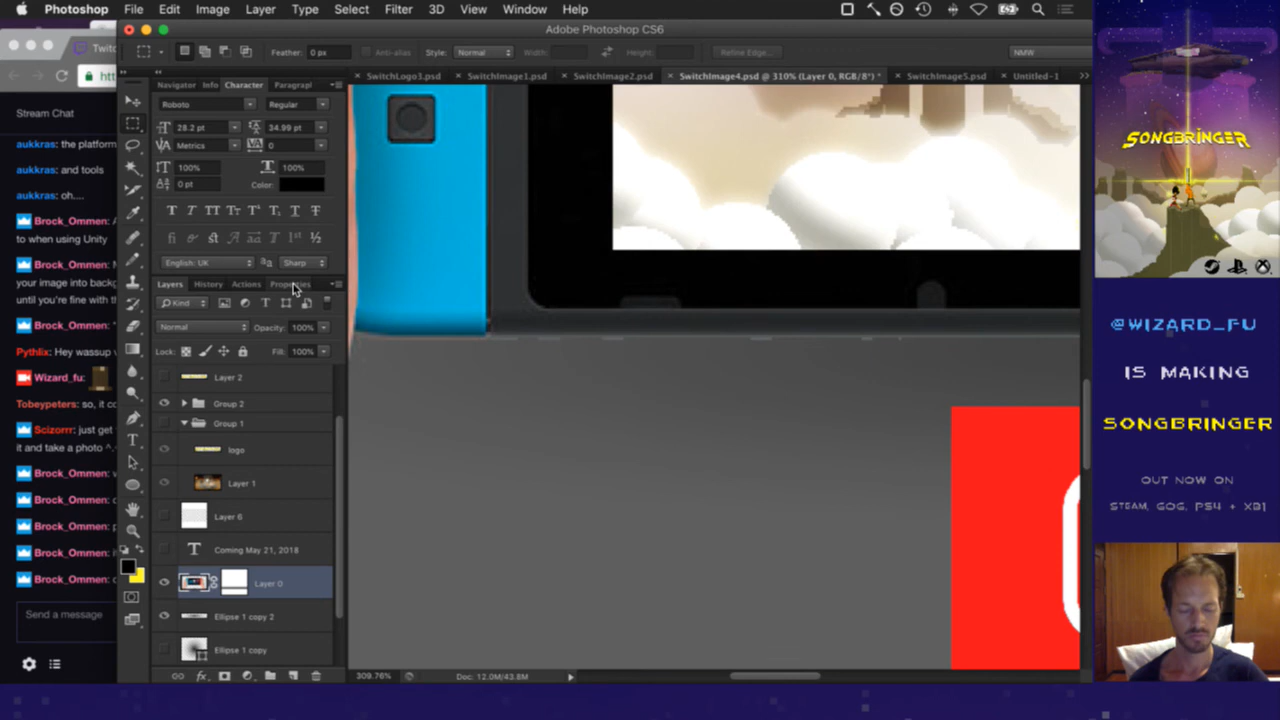 Photoshop File Edit Image Layer Type Select Filter 3D View Window Help
Adobe Photoshop CS6
Feather: 0 px Anti-alias Style: Normal Width: Height: Refine Edge... NMW
SwitchLogo3.psd SwitchImage1.psd SwitchImage2.psd SwitchImage4.psd @ 310% (Layer 0, RGB/8*) * SwitchImage5.psd Untitled-1
Navigator Info Character Paragrapl
Roboto Regular
28.2 pt 34.99 pt
Metrics 0
100% 100%
0 pt Color:
English: UK Sharp
Layers History Actions Properties
Kind
Normal Opacity: 100%
Lock: Fill: 100%
Layer 2
Group 2
Group 1
logo
Layer 1
Layer 6
Coming May 21, 2018
Layer 0
Ellipse 1 copy 2
Ellipse 1 copy
309.76% Doc: 12.0M/43.8M
Twitc
htt
Stream Chat
aukkras: the platform
aukkras: and tools
aukkras: oh....
Brock_Ommen:
to when using Unity
Brock_Ommen:
your image into backg
until you're fine with th
Brock_Ommen:
Pythlix: Hey wassup
Wizard_fu:
Tobeypeters: so, it co
Scizorrr: just get
it and take a photo ^.^
Brock_Ommen:
Brock_Ommen:
Brock_Ommen:
Brock_Ommen:
Brock_Ommen:
Send a message
SONGBRINGER
@WIZARD_FU
IS MAKING
SONGBRINGER
OUT NOW ON
STEAM, GOG, PS4 + XB1